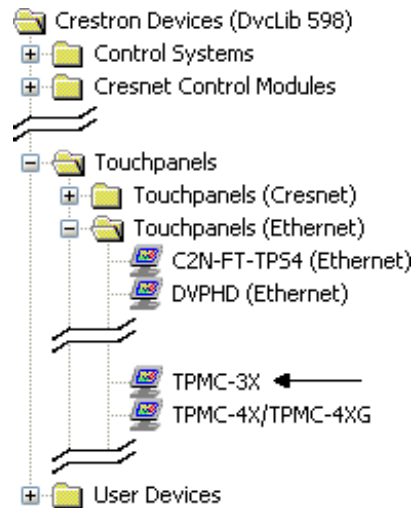 Crestron Devices (DvcLib 598)
Control Systems
Cresnet Control Modules
Touchpanels
Touchpanels (Cresnet)
Touchpanels (Ethernet)
C2N-FT-TPS4 (Ethernet)
DVPHD (Ethernet)
TPMC-3X
TPMC-4X/TPMC-4XG
User Devices